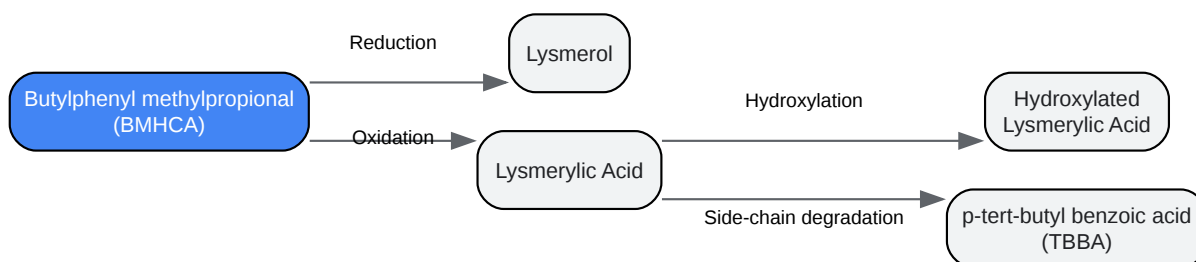 Reduction
Lysmerol
Butylphenyl methylpropional
(BMHCA)
Oxidation
Lysmerylic Acid
Hydroxylation
Hydroxylated
Lysmerylic Acid
Side-chain degradation
p-tert-butyl benzoic acid
(TBBA)